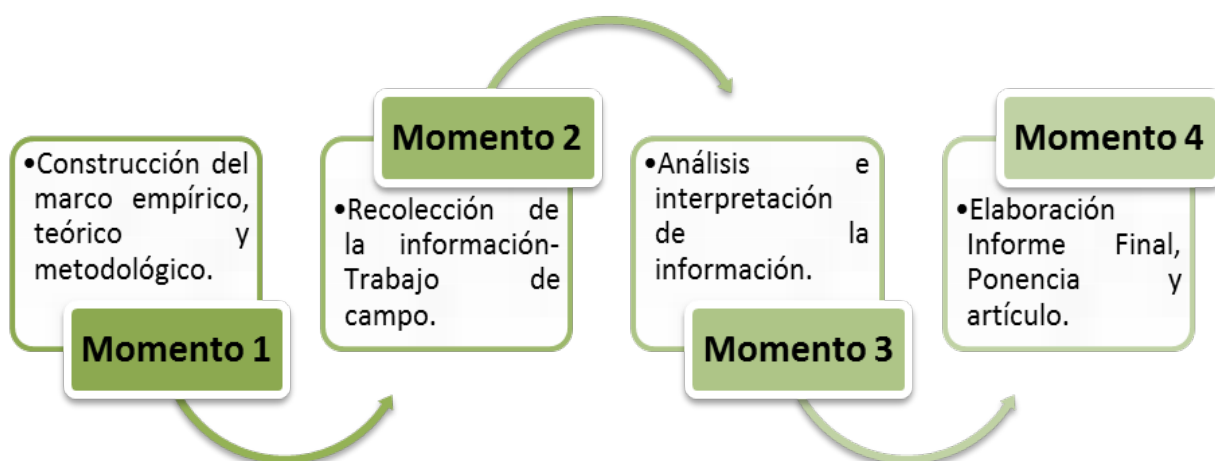 •Construcción del
marco empírico,
teórico y
metodológico.
Momento 1
Momento 2
•Recolección de
la información-
Trabajo de
campo.
•Análisis e
interpretación
de la
información.
Momento 3
Momento 4
•Elaboración
Informe Final,
Ponencia y
artículo.